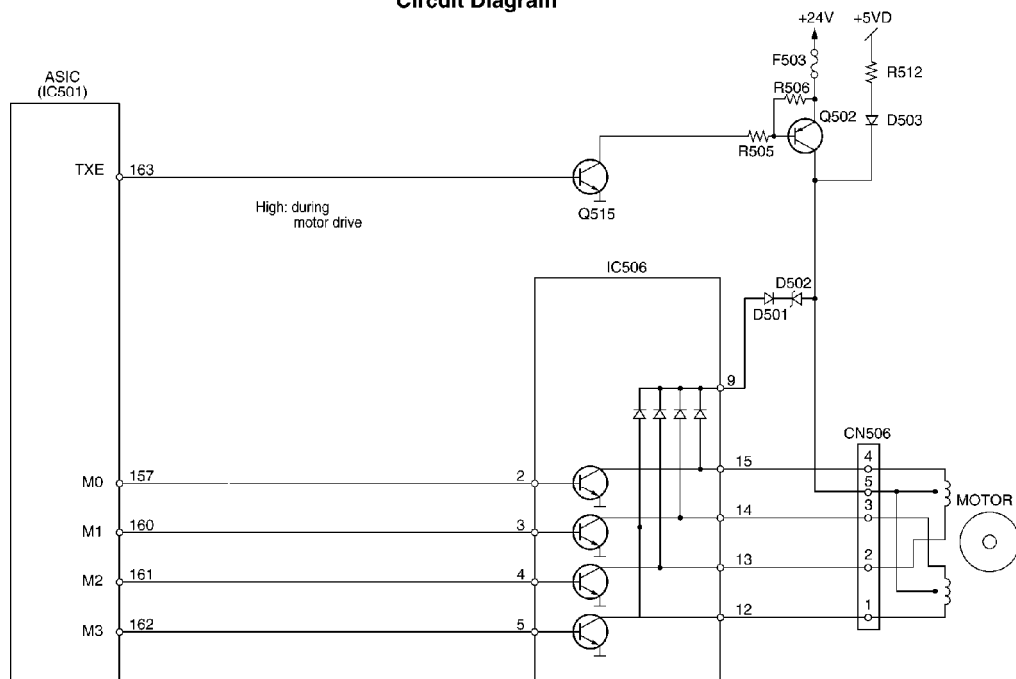 Circuit Diagram
+24V
+5VD
F503
R512
R506
Q502
D503
R505
ASIC
(IC501)
TXE
163
High: during
motor drive
Q515
IC506
D502
D501
9
CN506
M0
157
2
15
4
5
MOTOR
M1
160
3
14
3
M2
161
4
13
2
M3
162
5
12
1